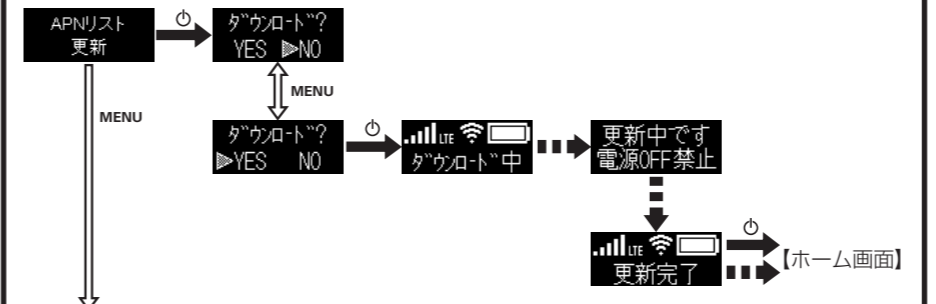 APNリスト
更新
ダウンロード?
YES ▶NO
MENU
MENU
ダウンロード?
▶YES NO
LTE
ダウンロード中
更新中です
電源OFF禁止
LTE
更新完了
【ホーム画面】